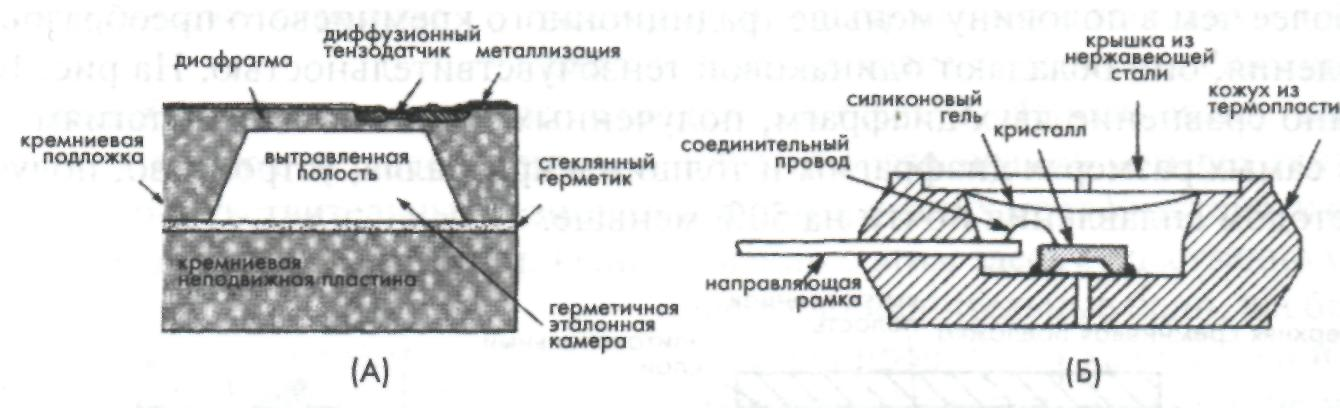 диффузионный
тензодатчик
металлизация
диафрагма
кремниевая
подложка
вытравленная
полость
стеклянный
герметик
кремниевая
неподвижная пластина
герметичная
эталонная
камера
(А)
крышка из
нержавеющей
стали
кожух из
термопласти
силиконовый
гель
кристалл
соединительный
провод
направляющая
рамка
(Б)